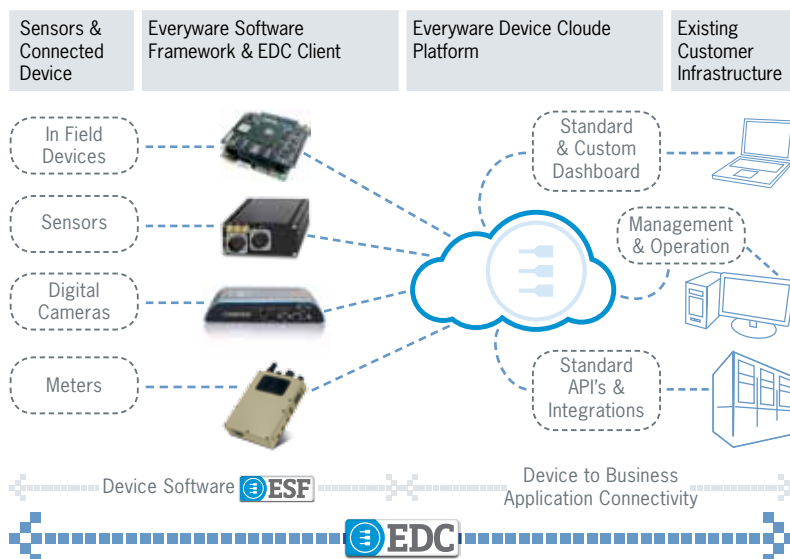 Sensors &
Connected
Device
Everyware Software
Framework & EDC Client
Everyware Device Cloude
Platform
Existing
Customer
Infrastructure
In Field
Devices
Sensors
Digital
Cameras
Meters
Standard
& Custom
Dashboard
Management
& Operation
Standard
API's &
Integrations
Device Software ESF
Device to Business
Application Connectivity
EDC